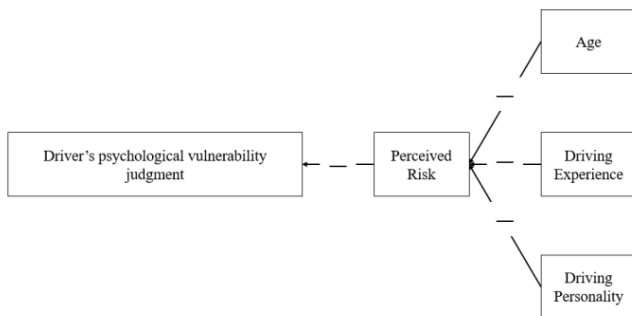 Age
Driver's psychological vulnerability
judgment
Perceived
Risk
Driving
Experience
Driving
Personality